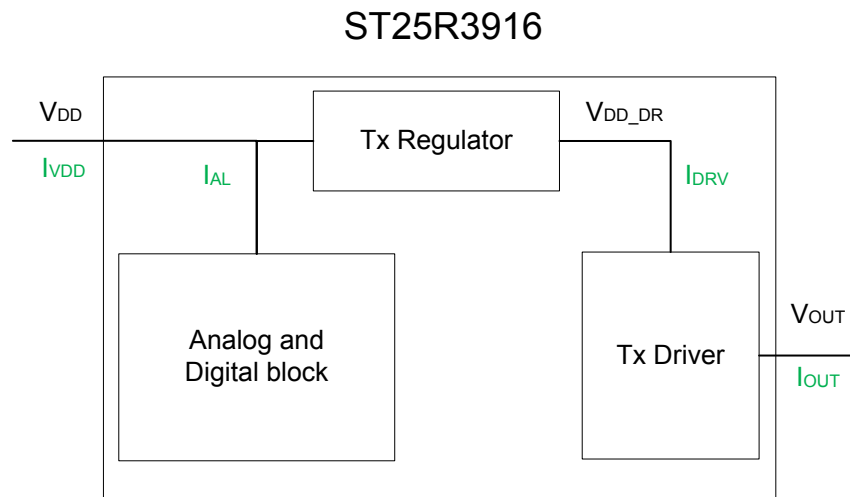 ST25R3916
VDD
Tx Regulator
VDD_DR
IVDD
IAL
IDRV
Analog and
Digital block
Tx Driver
VOUT
IOUT